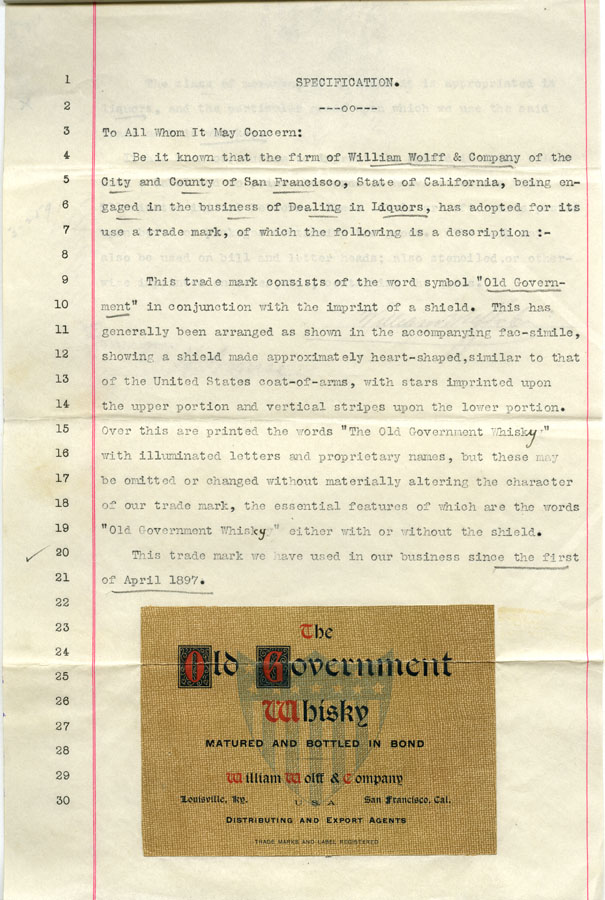 1 SPECIFICATION.
2 ---oo---
3 To All Whom It May Concern:
4 Be it known that the firm of William Wolff & Company of the
5 City and County of San Francisco, State of California, being en-
6 gaged in the business of Dealing in Liquors, has adopted for its
7 use a trade mark, of which the following is a description :-
8
9 This trade mark consists of the word symbol "Old Govern-
10 ment" in conjunction with the imprint of a shield. This has
11 generally been arranged as shown in the accompanying fac-simile,
12 showing a shield made approximately heart-shaped,similar to that
13 of the United States coat-of-arms, with stars imprinted upon
14 the upper portion and vertical stripes upon the lower portion.
15 Over this are printed the words "The Old Government Whisky"
16 with illuminated letters and proprietary names, but these may
17 be omitted or changed without materially altering the character
18 of our trade mark, the essential features of which are the words
19 "Old Government Whisky" either with or without the shield.
20 This trade mark we have used in our business since the first
21 of April 1897.
22
23
24
25
26
27
28
29
30
The
Old Government
Whisky
MATURED AND BOTTLED IN BOND
William Wolff & Company
Louisville, Ky. U S A San Francisco, Cal.
DISTRIBUTING AND EXPORT AGENTS
TRADE MARKS AND LABEL REGISTERED